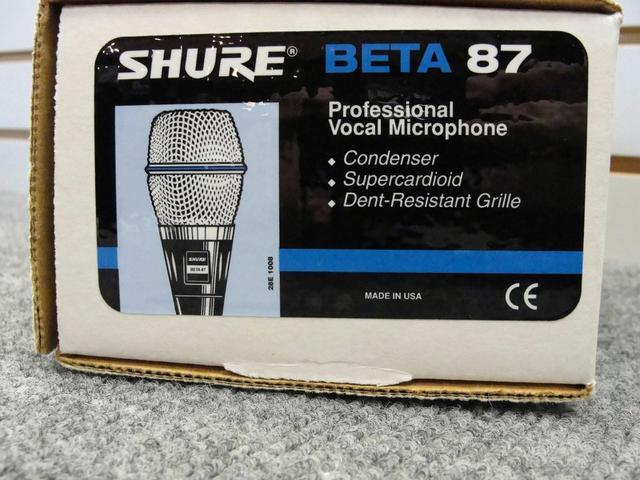 SHURE® BETA 87
Professional
Vocal Microphone
• Condenser
• Supercardioid
• Dent-Resistant Grille
SHURE
BETA 87
28E 1008
MADE IN USA
CE